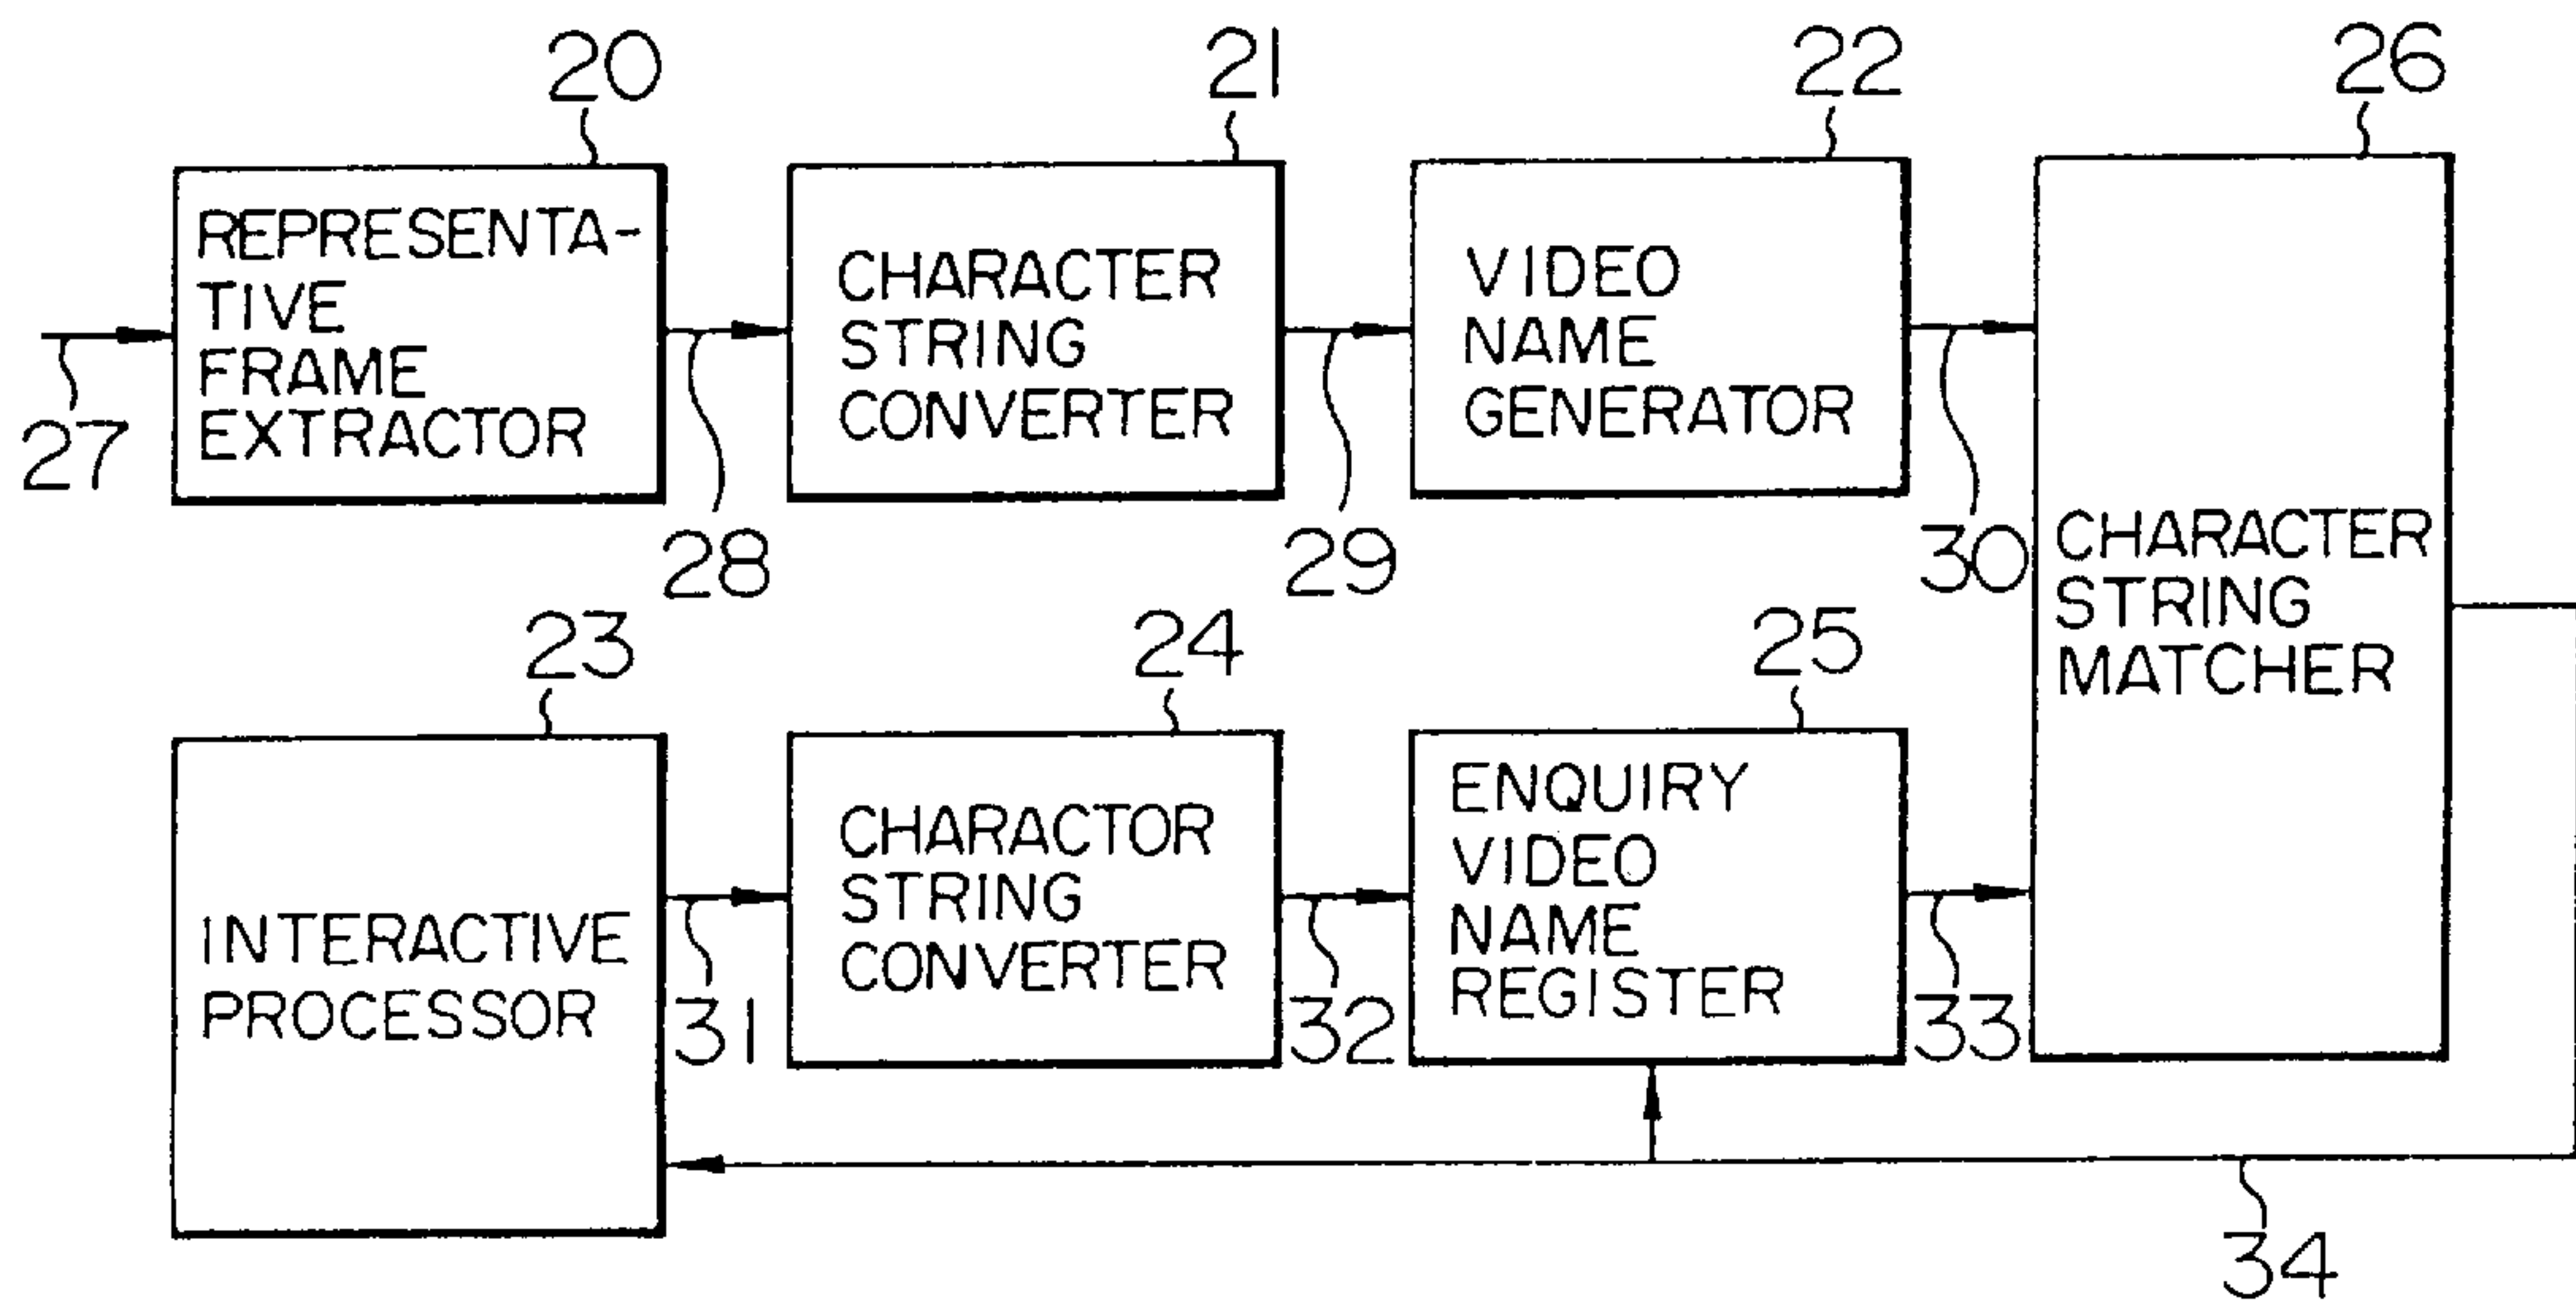 20
21
22
26
REPRESENTA-
TIVE
FRAME
EXTRACTOR
CHARACTER
STRING
CONVERTER
VIDEO
NAME
GENERATOR
27
28
29
30
CHARACTER
STRING
MATCHER
23
24
25
INTERACTIVE
PROCESSOR
CHARACTOR
STRING
CONVERTER
ENQUIRY
VIDEO
NAME
REGISTER
31
32
33
34